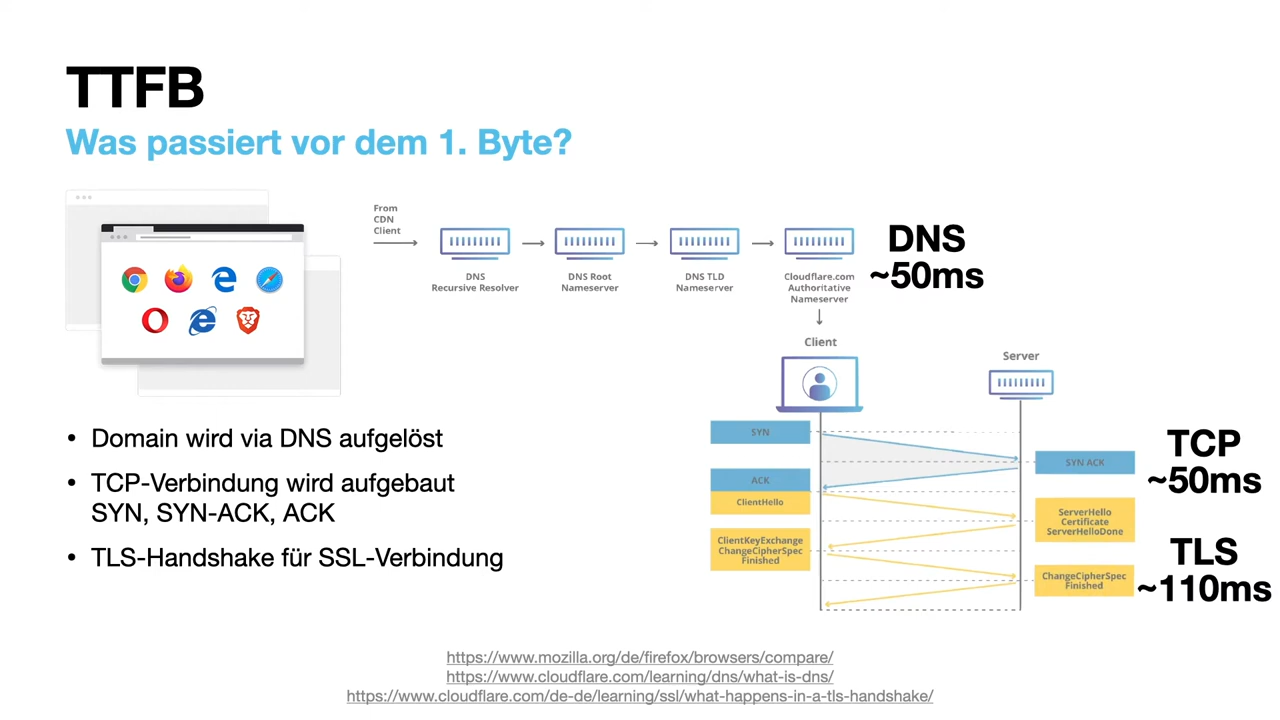 TTFB
Was passiert vor dem 1. Byte?
From
CDN
Client
DNS
Recursive Resolver
DNS Root
Nameserver
DNS TLD
Nameserver
Cloudflare.com
Authoritative
Nameserver
DNS
~50ms
Client
Server
SYN
SYN ACK
ACK
ClientHello
ServerHello
Certificate
ServerHelloDone
ClientKeyExchange
ChangeCipherSpec
Finished
ChangeCipherSpec
Finished
TCP
~50ms
TLS
~110ms
• Domain wird via DNS aufgelöst
• TCP-Verbindung wird aufgebaut
SYN, SYN-ACK, ACK
• TLS-Handshake für SSL-Verbindung
https://www.mozilla.org/de/firefox/browsers/compare/
https://www.cloudflare.com/learning/dns/what-is-dns/
https://www.cloudflare.com/de-de/learning/ssl/what-happens-in-a-tls-handshake/